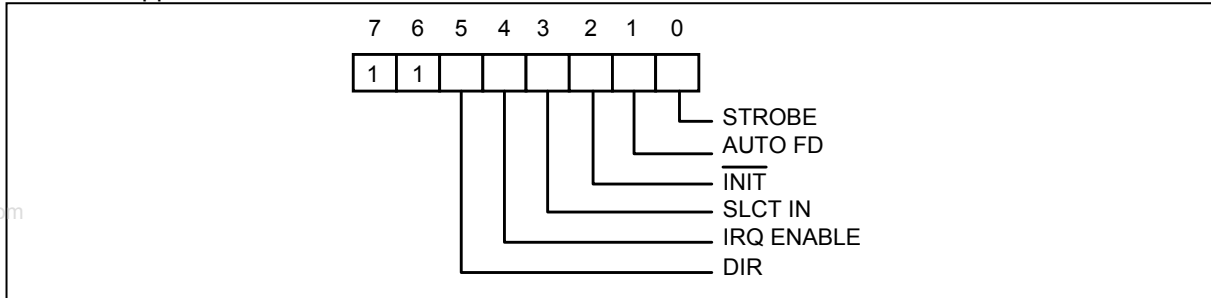 7 6 5 4 3 2 1 0
1 1
STROBE
AUTO FD
INIT
SLCT IN
om
IRQ ENABLE
DIR